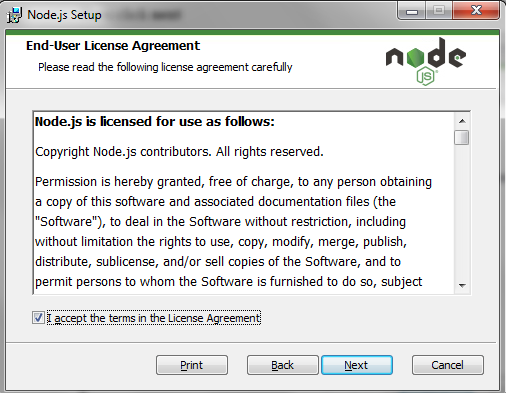 Node.js Setup
End-User License Agreement
Please read the following license agreement carefully
node
JS
Node.js is licensed for use as follows:
Copyright Node.js contributors. All rights reserved.
Permission is hereby granted, free of charge, to any person obtaining
a copy of this software and associated documentation files (the
"Software"), to deal in the Software without restriction, including
without limitation the rights to use, copy, modify, merge, publish,
distribute, sublicense, and/or sell copies of the Software, and to
permit persons to whom the Software is furnished to do so, subject
I accept the terms in the License Agreement
Print
Back
Next
Cancel